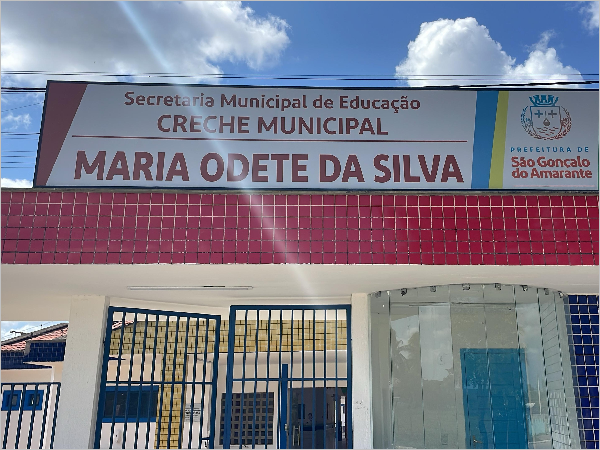 Secretaria Municipal de Educação
CRECHE MUNICIPAL
MARIA ODETE DA SILVA
PREFEITURA DE
São Gonçalo
do Amarante